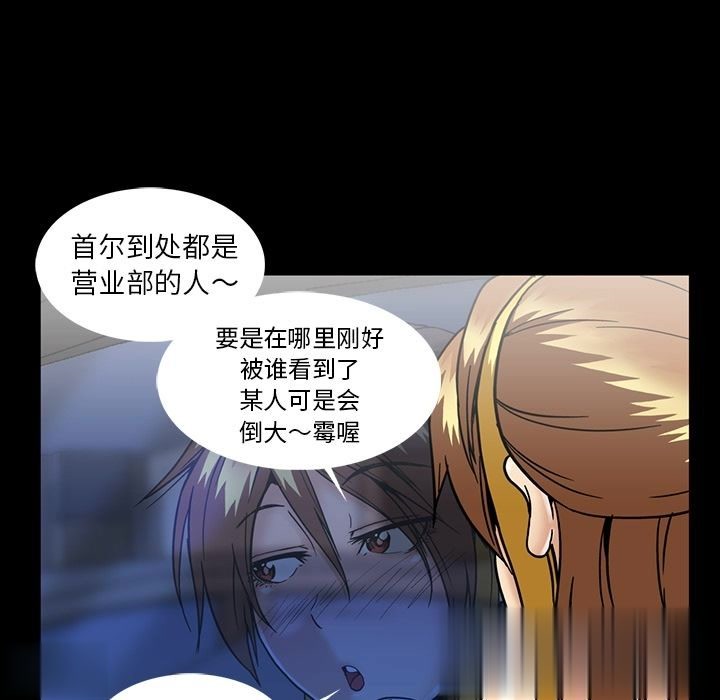 首尔到处都是
营业部的人～
要是在哪里刚好
被谁看到了
某人可是会
倒大～霉喔